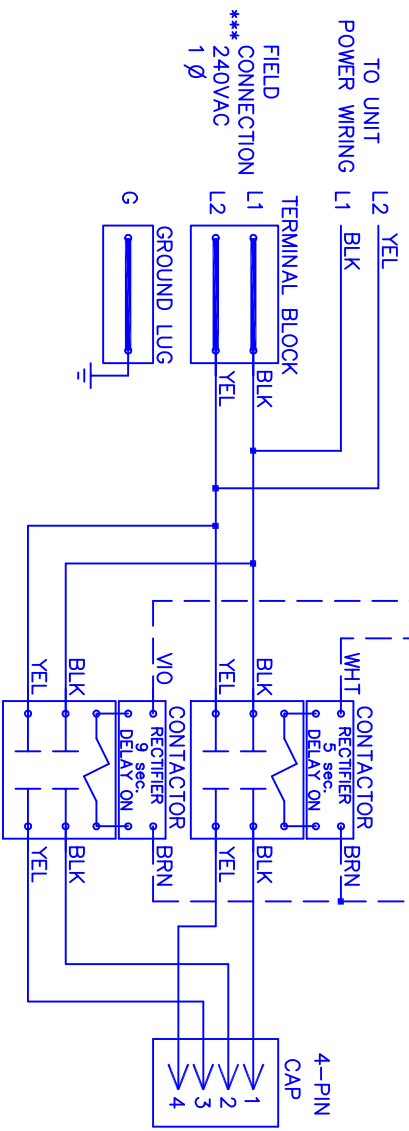 TO UNIT
POWER WIRING
L2
YEL
L1
BLK
FIELD
*** CONNECTION
240VAC
1 Ø
TERMINAL BLOCK
L1
BLK
L2
YEL
GROUND LUG
G
WHT
CONTACTOR
RECTIFIER
5 sec.
DELAY ON
BRN
BLK
BLK
YEL
YEL
VIO
CONTACTOR
RECTIFIER
9 sec.
DELAY ON
BRN
BLK
BLK
YEL
YEL
4-PIN
CAP
1
2
3
4